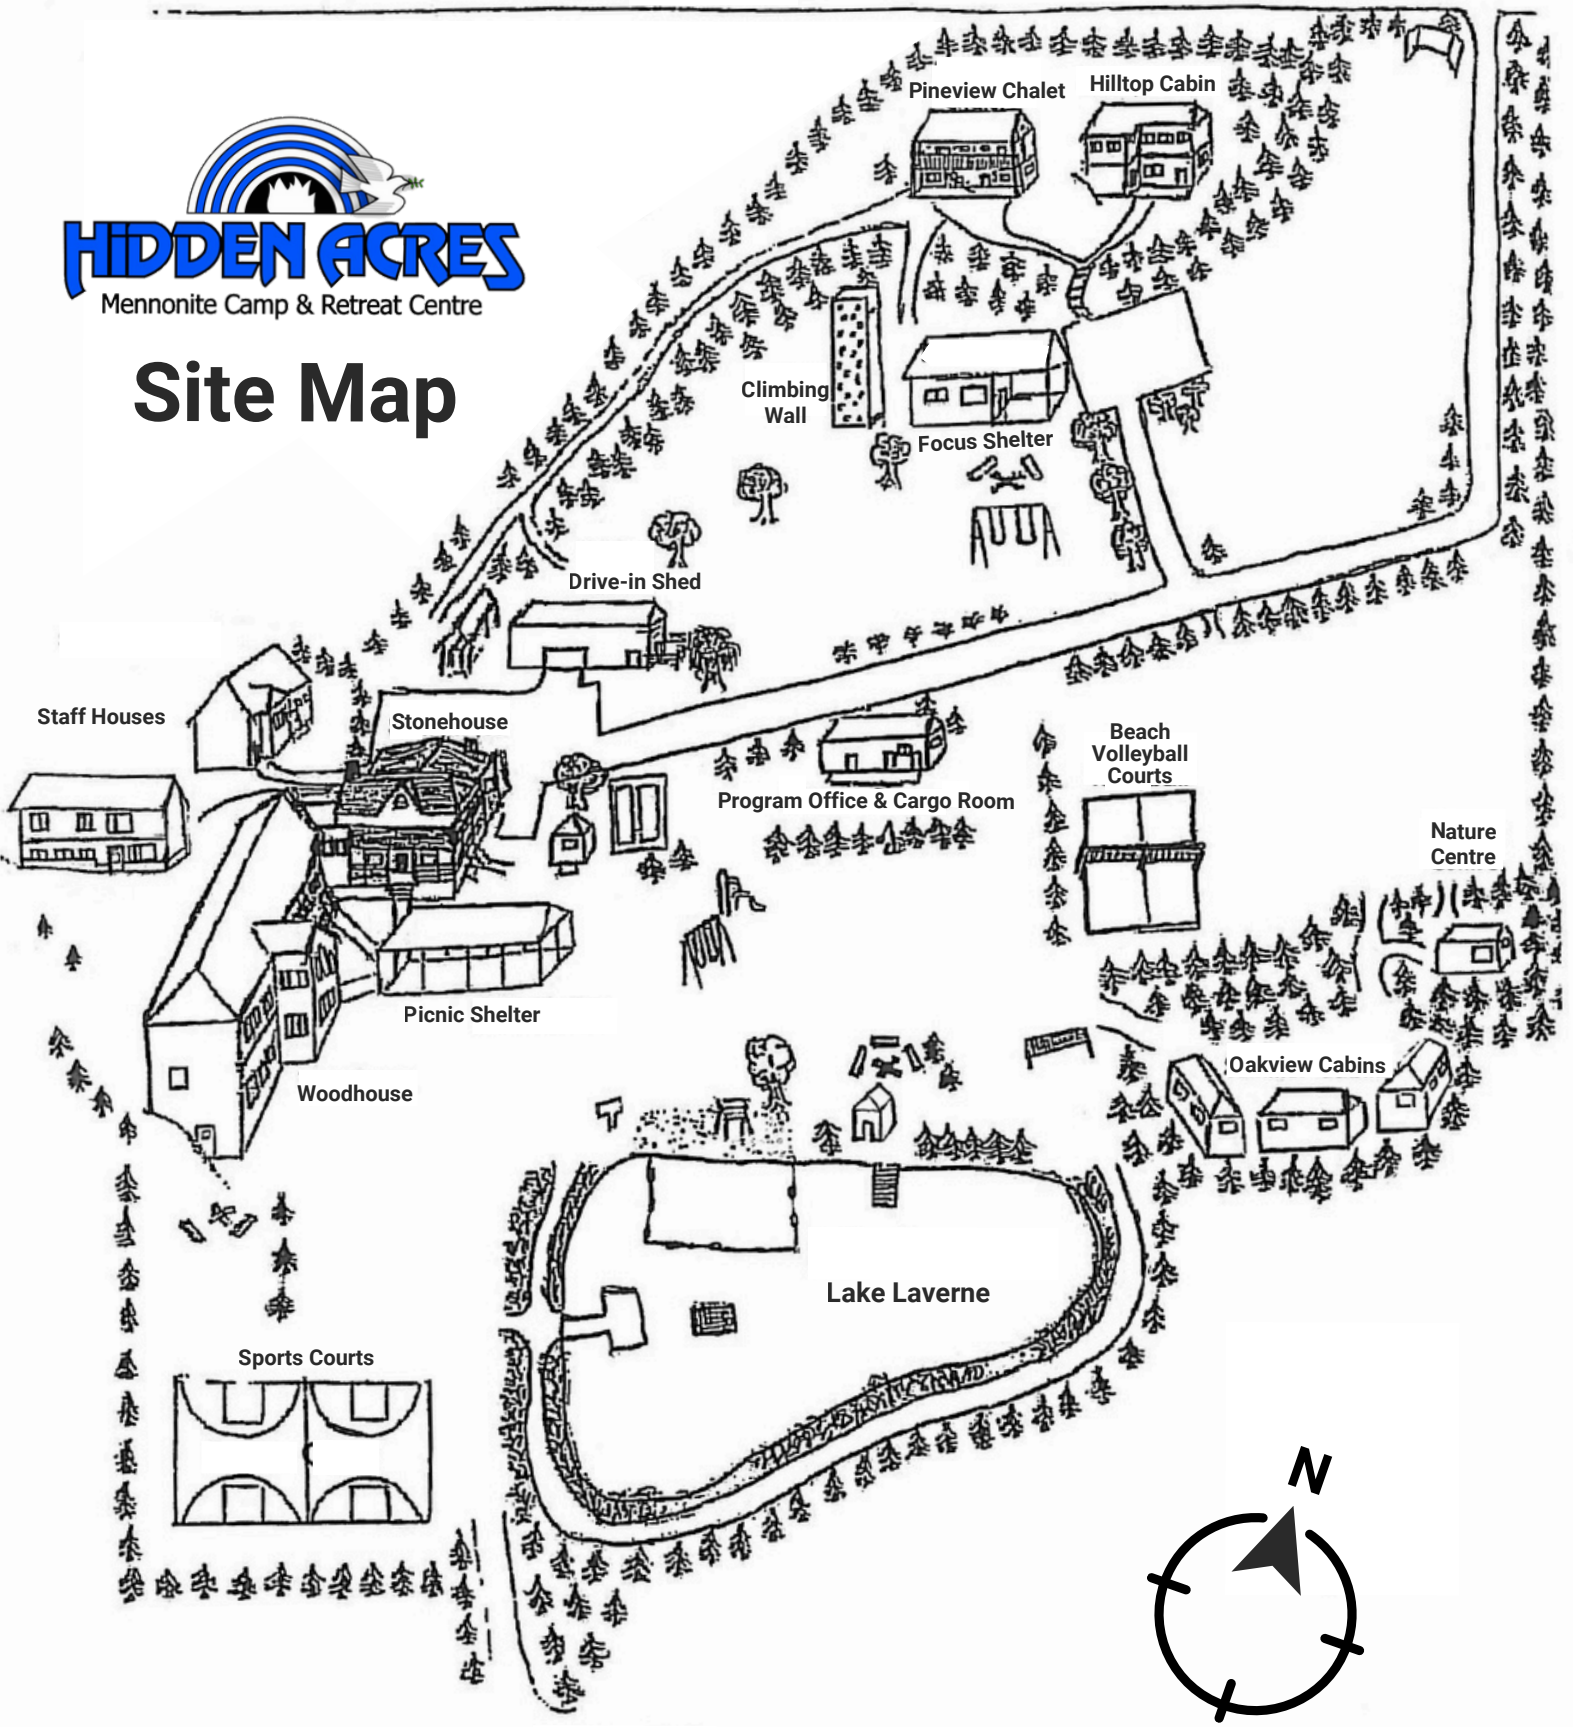 HIDDEN ACRES
Mennonite Camp & Retreat Centre
Site Map
Pineview Chalet
Hilltop Cabin
Climbing
Wall
Focus Shelter
Drive-in Shed
Staff Houses
Stonehouse
Program Office & Cargo Room
Beach
Volleyball
Courts
Nature
Centre
Picnic Shelter
Oakview Cabins
Woodhouse
Lake Laverne
Sports Courts
N